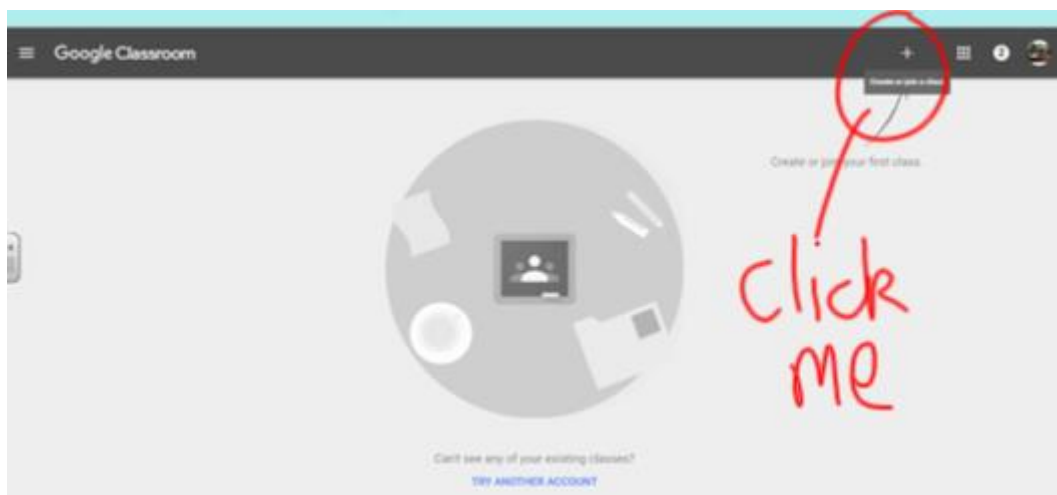 Google Classroom
+
2
Create or join a class
Create or join your first class
click
me
Can't see any of your existing classes?
TRY ANOTHER ACCOUNT